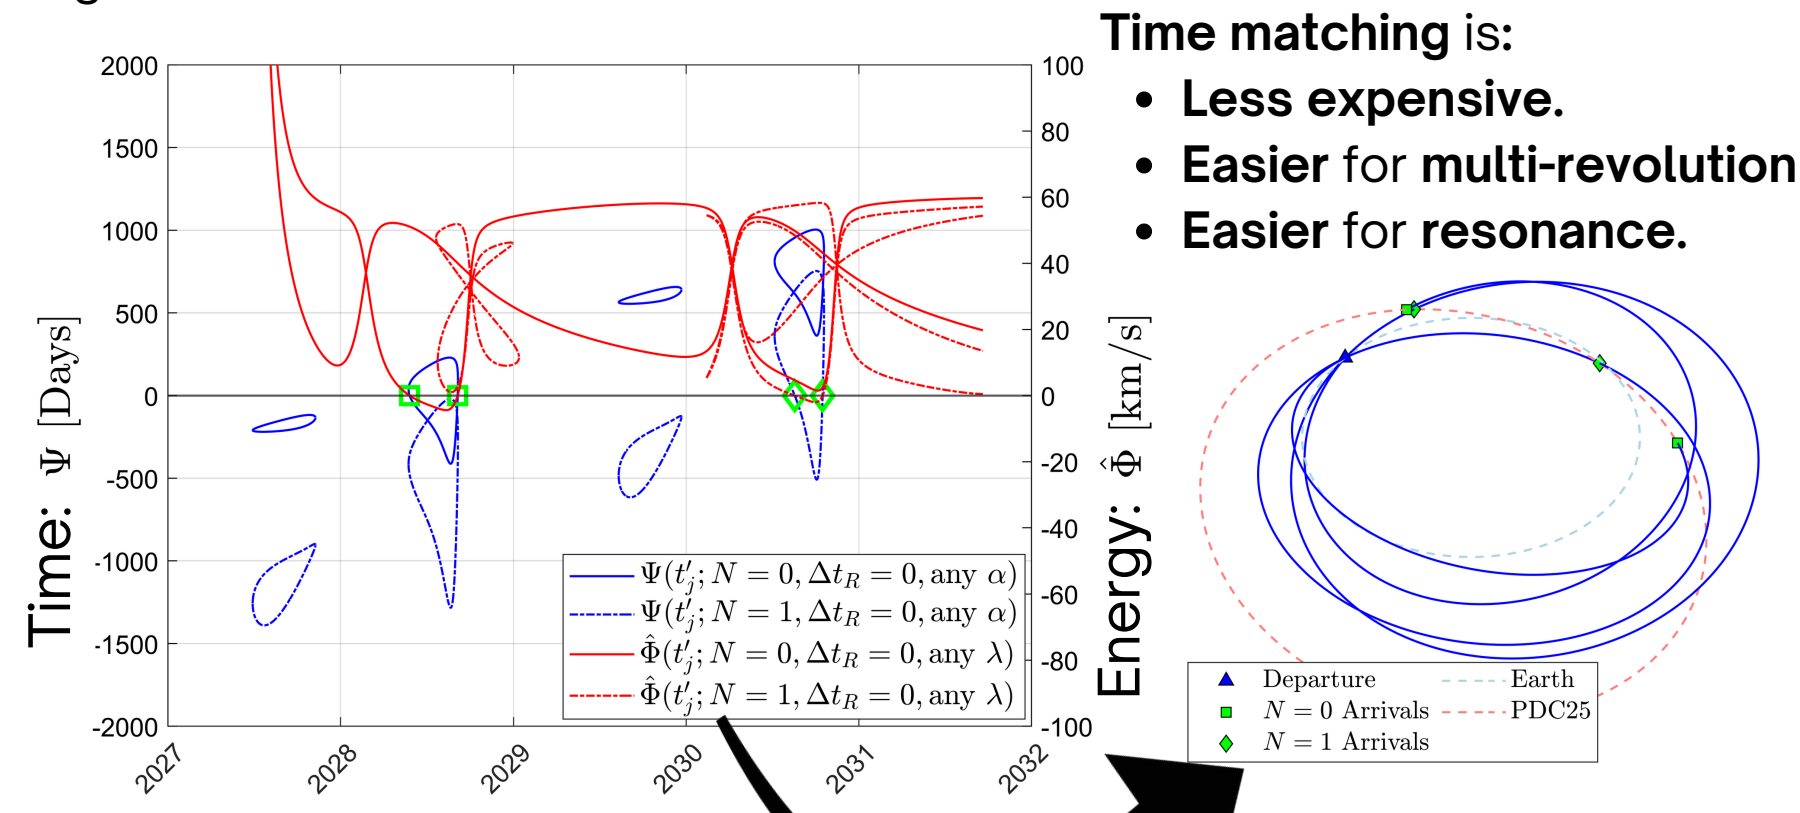 Time matching is:
• Less expensive.
• Easier for multi-revolution
• Easier for resonance.
Time: Ψ [Days]
2000
1500
1000
500
0
-500
-1000
-1500
-2000
100
80
60
40
20
0
-20
-40
-60
-80
-100
Energy: Φ̂ [km/s]
2027
2028
2029
2030
2031
2032
Ψ(t′j; N = 0, ΔtR = 0, any α)
Ψ(t′j; N = 1, ΔtR = 0, any α)
Φ̂(t′j; N = 0, ΔtR = 0, any λ)
Φ̂(t′j; N = 1, ΔtR = 0, any λ)
Departure
N = 0 Arrivals
N = 1 Arrivals
Earth
PDC25